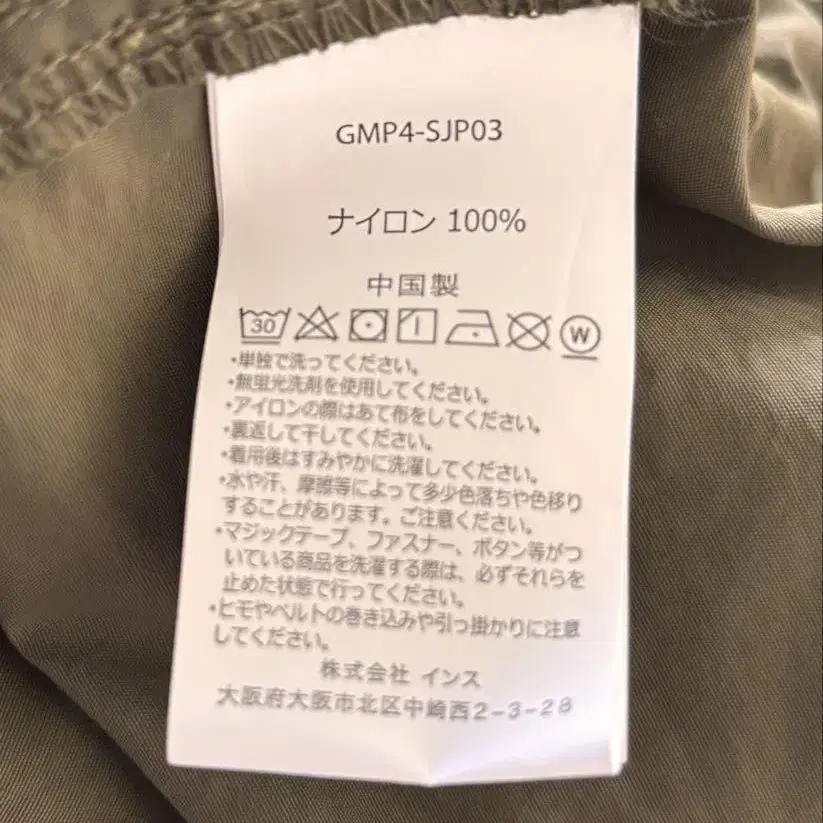 GMP4-SJP03
ナイロン 100%
中国製
30 W
・単独で洗ってください。
・無蛍光洗剤を使用してください。
・アイロンの際はあて布をしてください。
・裏返して干してください。
・着用後はすみやかに洗濯してください。
・水や汗、摩擦等によって多少色落ちや色移り
することがあります。ご注意ください。
・マジックテープ、ファスナー、ボタン等がつ
いている商品を洗濯する際は、必ずそれらを
止めた状態で行ってください。
・ヒモやベルトの巻き込みや引っ掛かりに注意
してください。
株式会社 インス
大阪府大阪市北区中崎西2-3-28